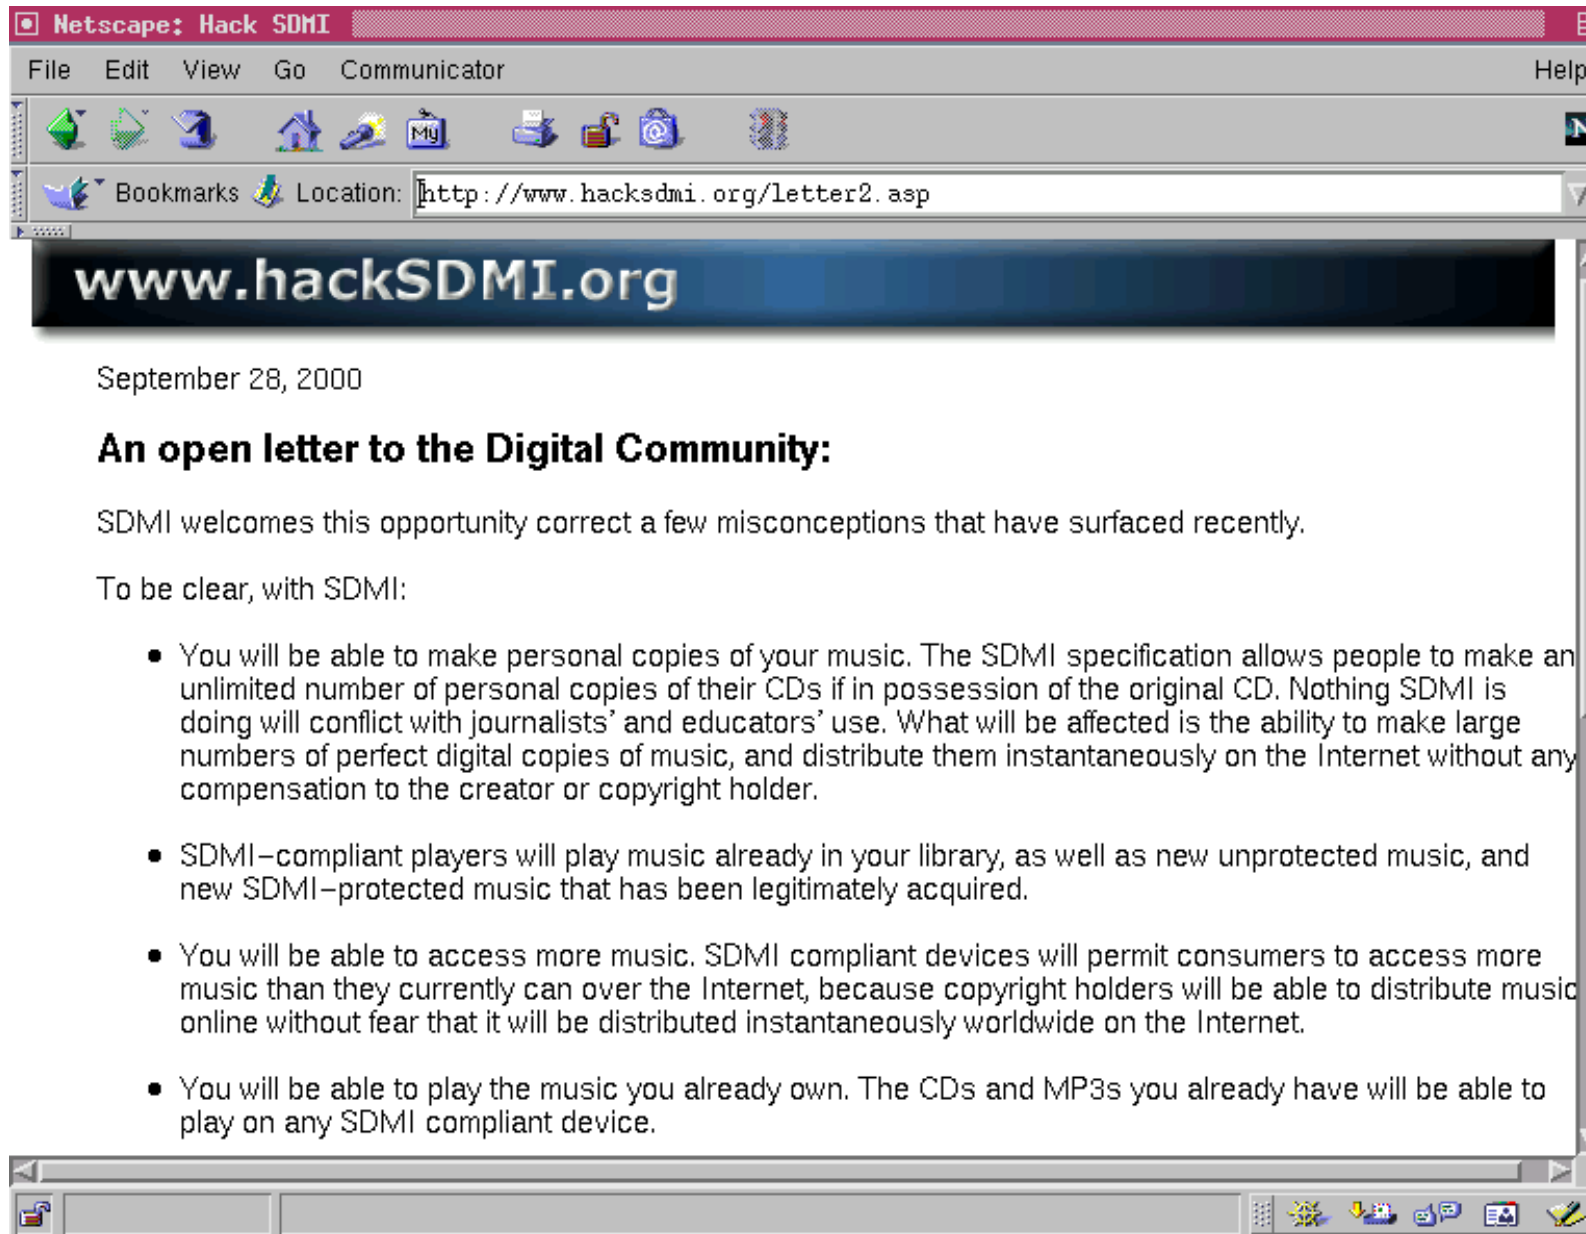 Netscape: Hack SDMI
File Edit View Go Communicator Help
My
N
Bookmarks Location: http://www.hacksdmi.org/letter2.asp
www.hackSDMI.org
September 28, 2000
An open letter to the Digital Community:
SDMI welcomes this opportunity correct a few misconceptions that have surfaced recently.
To be clear, with SDMI:
● You will be able to make personal copies of your music. The SDMI specification allows people to make an
unlimited number of personal copies of their CDs if in possession of the original CD. Nothing SDMI is
doing will conflict with journalists’ and educators’ use. What will be affected is the ability to make large
numbers of perfect digital copies of music, and distribute them instantaneously on the Internet without any
compensation to the creator or copyright holder.
● SDMI−compliant players will play music already in your library, as well as new unprotected music, and
new SDMI−protected music that has been legitimately acquired.
● You will be able to access more music. SDMI compliant devices will permit consumers to access more
music than they currently can over the Internet, because copyright holders will be able to distribute music
online without fear that it will be distributed instantaneously worldwide on the Internet.
● You will be able to play the music you already own. The CDs and MP3s you already have will be able to
play on any SDMI compliant device.